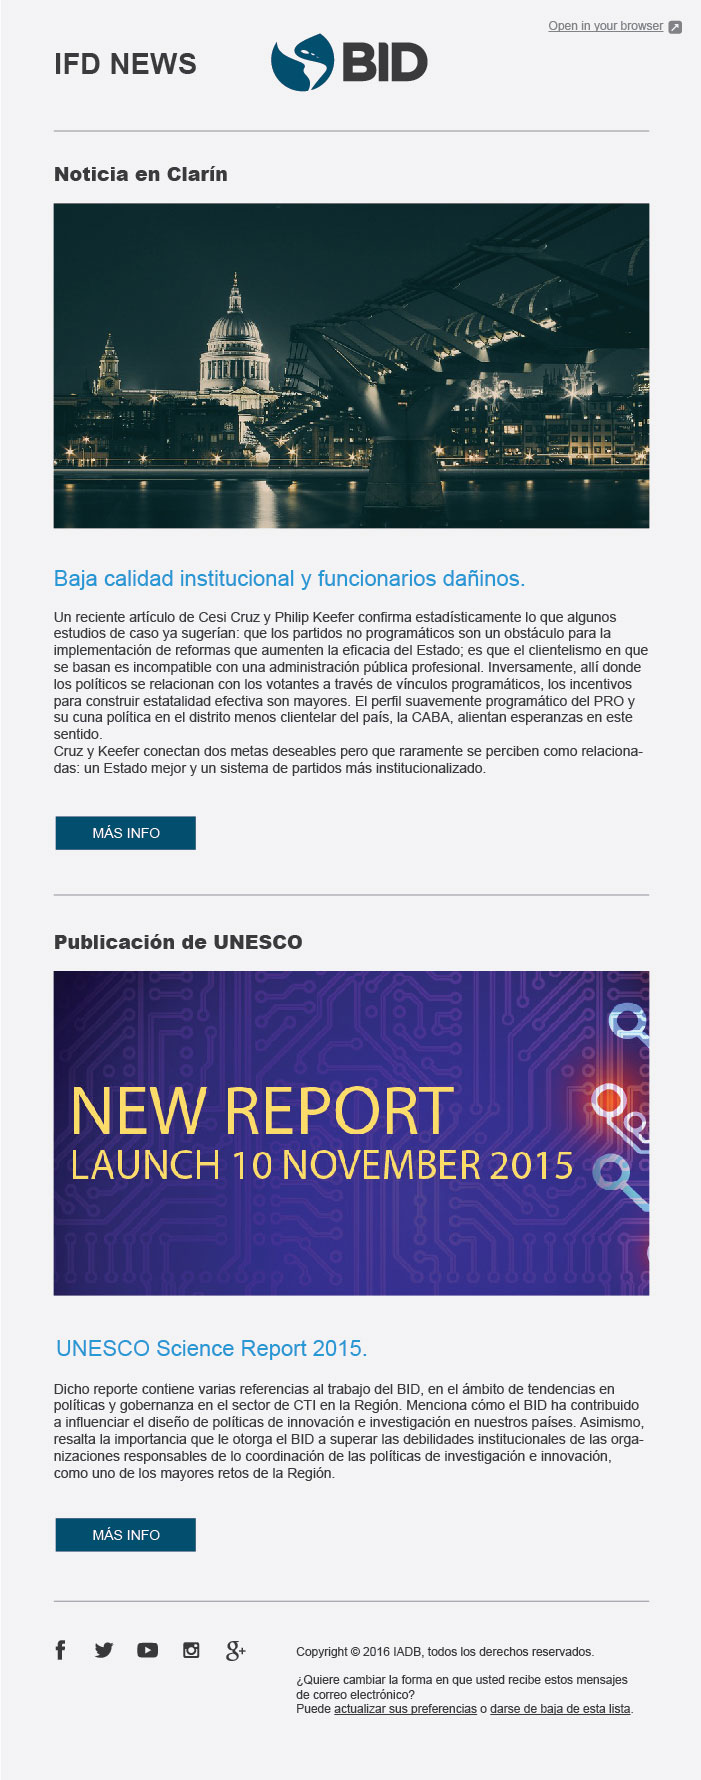 Open in your browser
IFD NEWS
BID
Noticia en Clarín
Baja calidad institucional y funcionarios dañinos.
Un reciente artículo de Cesi Cruz y Philip Keefer confirma estadísticamente lo que algunos
estudios de caso ya sugerían: que los partidos no programáticos son un obstáculo para la
implementación de reformas que aumenten la eficacia del Estado; es que el clientelismo en que
se basan es incompatible con una administración pública profesional. Inversamente, allí donde
los políticos se relacionan con los votantes a través de vínculos programáticos, los incentivos
para construir estatalidad efectiva son mayores. El perfil suavemente programático del PRO y
su cuna política en el distrito menos clientelar del país, la CABA, alientan esperanzas en este
sentido.
Cruz y Keefer conectan dos metas deseables pero que raramente se perciben como relaciona-
das: un Estado mejor y un sistema de partidos más institucionalizado.
MÁS INFO
Publicación de UNESCO
NEW REPORT
LAUNCH 10 NOVEMBER 2015
UNESCO Science Report 2015.
Dicho reporte contiene varias referencias al trabajo del BID, en el ámbito de tendencias en
políticas y gobernanza en el sector de CTI en la Región. Menciona cómo el BID ha contribuido
a influenciar el diseño de políticas de innovación e investigación en nuestros países. Asimismo,
resalta la importancia que le otorga el BID a superar las debilidades institucionales de las orga-
nizaciones responsables de lo coordinación de las políticas de investigación e innovación,
como uno de los mayores retos de la Región.
MÁS INFO
Copyright © 2016 IADB, todos los derechos reservados.
¿Quiere cambiar la forma en que usted recibe estos mensajes
de correo electrónico?
Puede actualizar sus preferencias o darse de baja de esta lista.